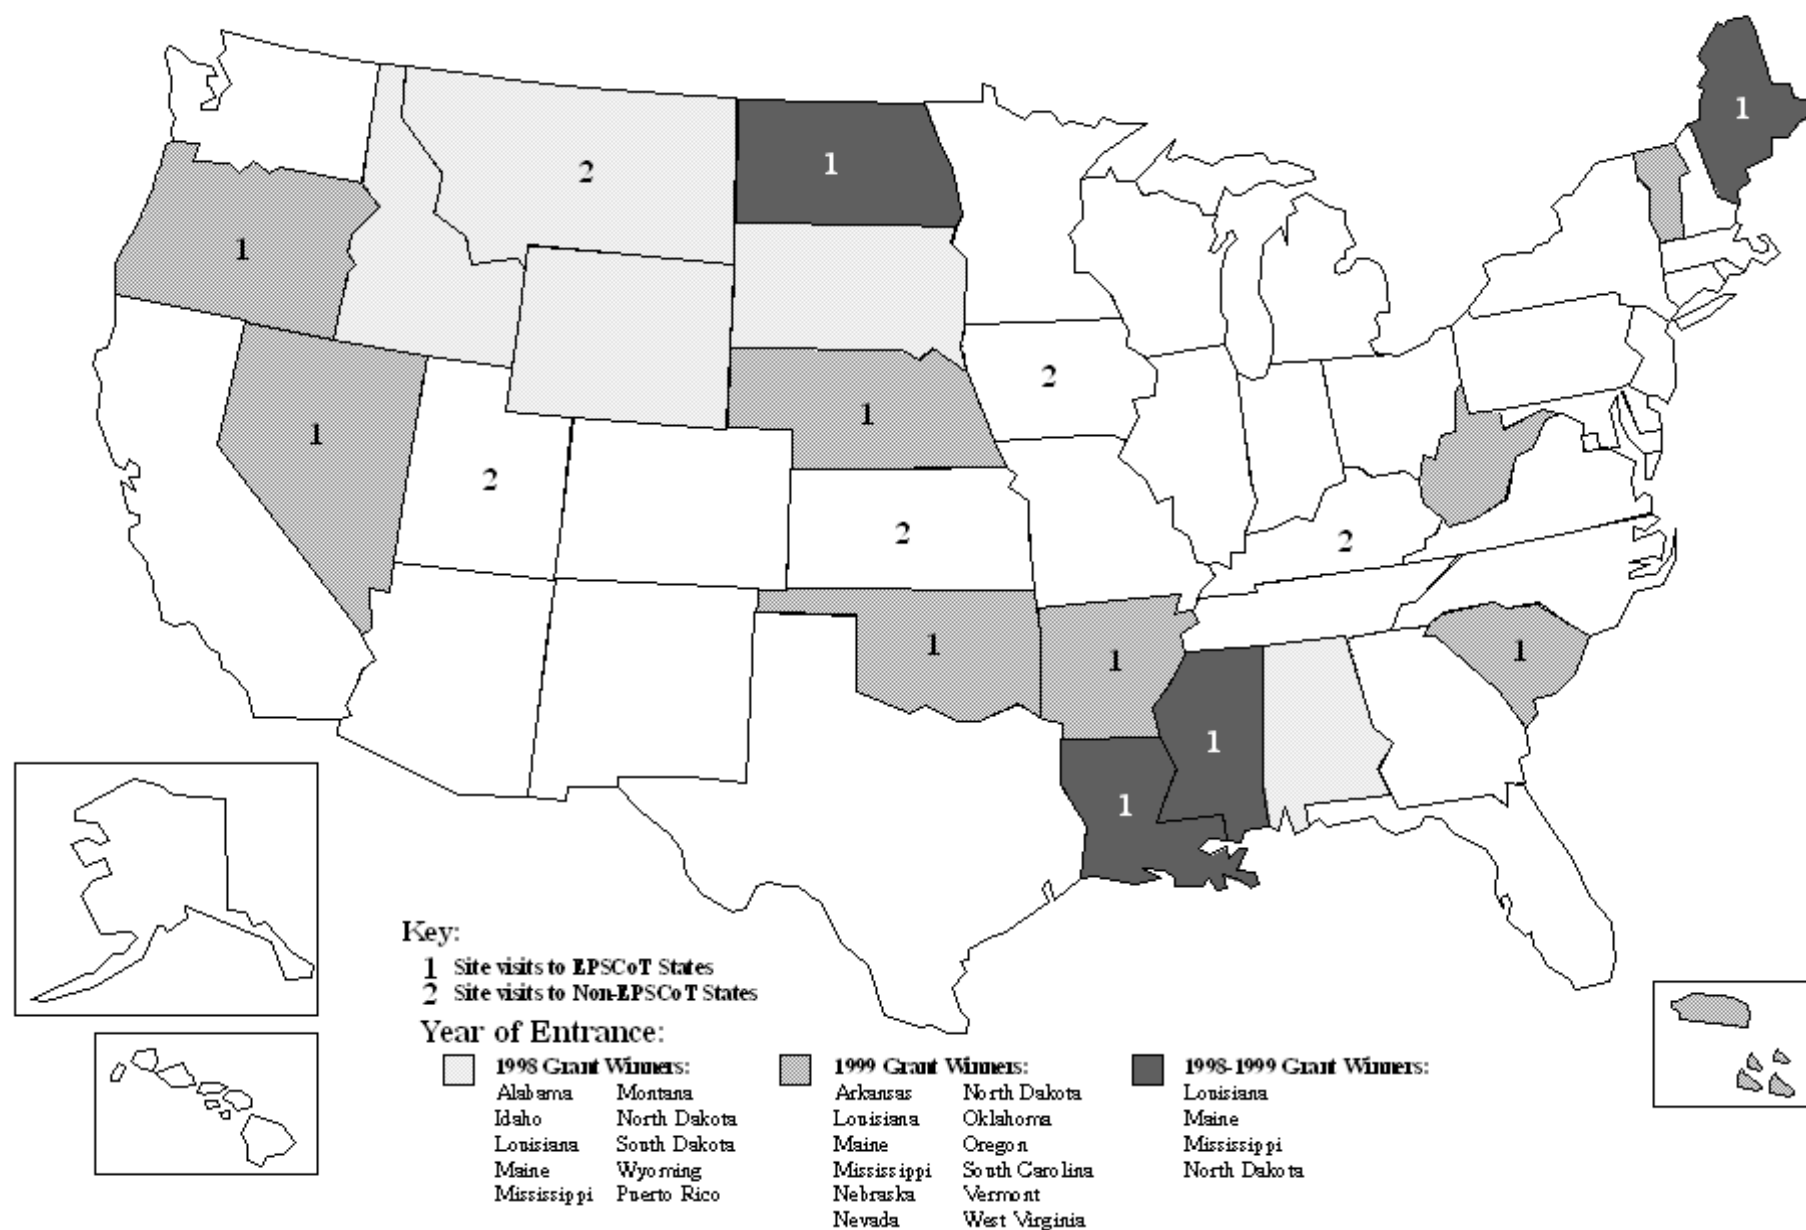 1
2
1
1
2
1
1
2
2
2
1
1
1
1
1
Key:
1 Site visits to EPSCoT States
2 Site visits to Non-EPSCoT States
Year of Entrance:
1998 Grant Winners:
Alabama Montana
Idaho North Dakota
Louisiana South Dakota
Maine Wyoming
Mississippi Puerto Rico
1999 Grant Winners:
Arkansas North Dakota
Louisiana Oklahoma
Maine Oregon
Mississippi South Carolina
Nebraska Vermont
Nevada West Virginia
1998-1999 Grant Winners:
Louisiana
Maine
Mississippi
North Dakota